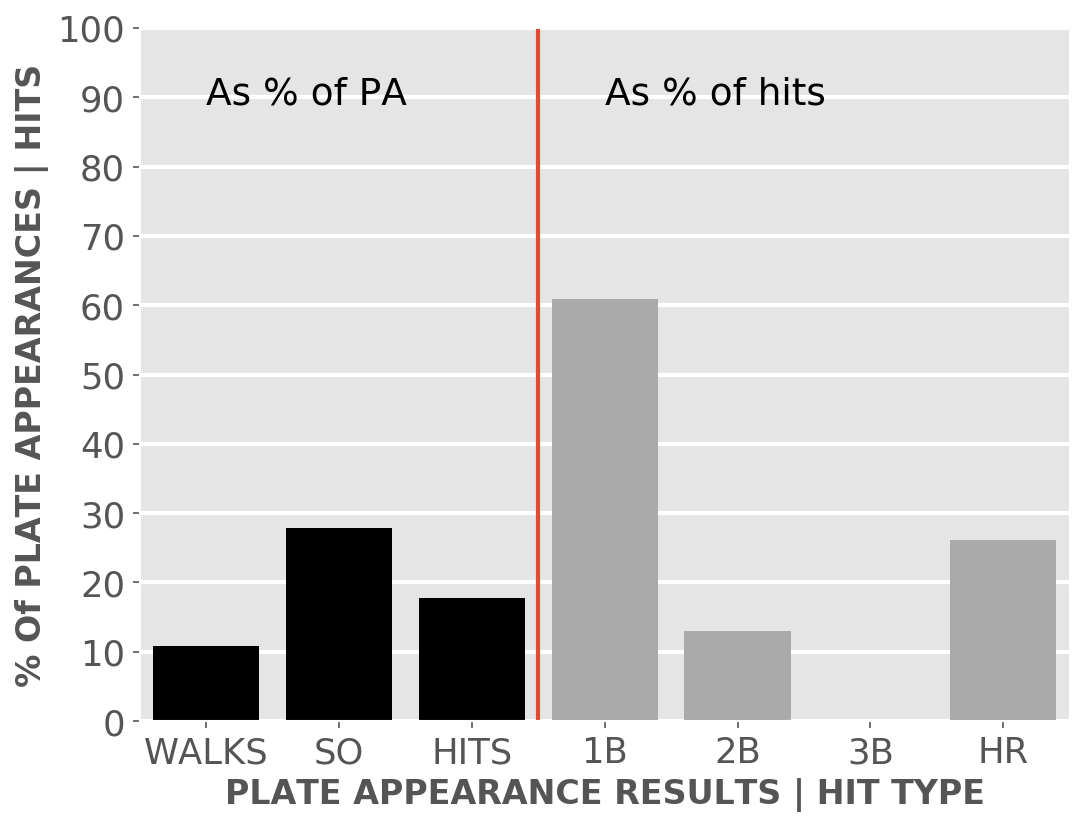 % Of PLATE APPEARANCES | HITS
100
90
80
70
60
50
40
30
20
10
0
As % of PA
As % of hits
WALKS SO HITS 1B 2B 3B HR
PLATE APPEARANCE RESULTS | HIT TYPE